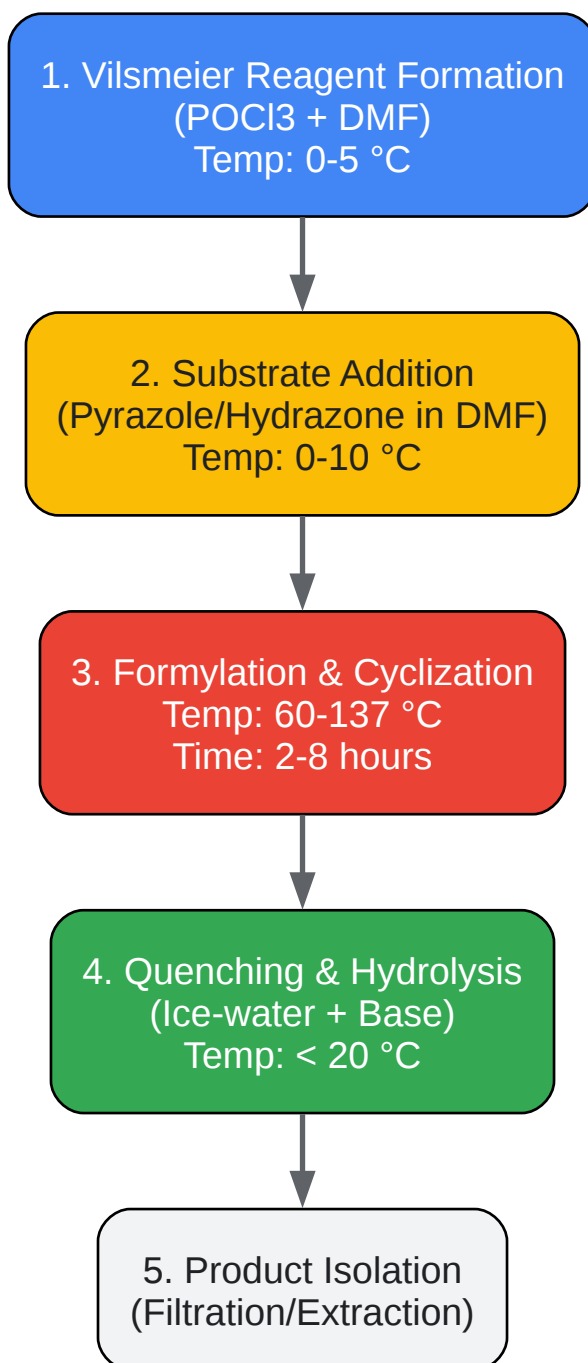 1. Vilsmeier Reagent Formation
(POCl3 + DMF)
Temp: 0-5 °C
2. Substrate Addition
(Pyrazole/Hydrazone in DMF)
Temp: 0-10 °C
3. Formylation & Cyclization
Temp: 60-137 °C
Time: 2-8 hours
4. Quenching & Hydrolysis
(Ice-water + Base)
Temp: < 20 °C
5. Product Isolation
(Filtration/Extraction)